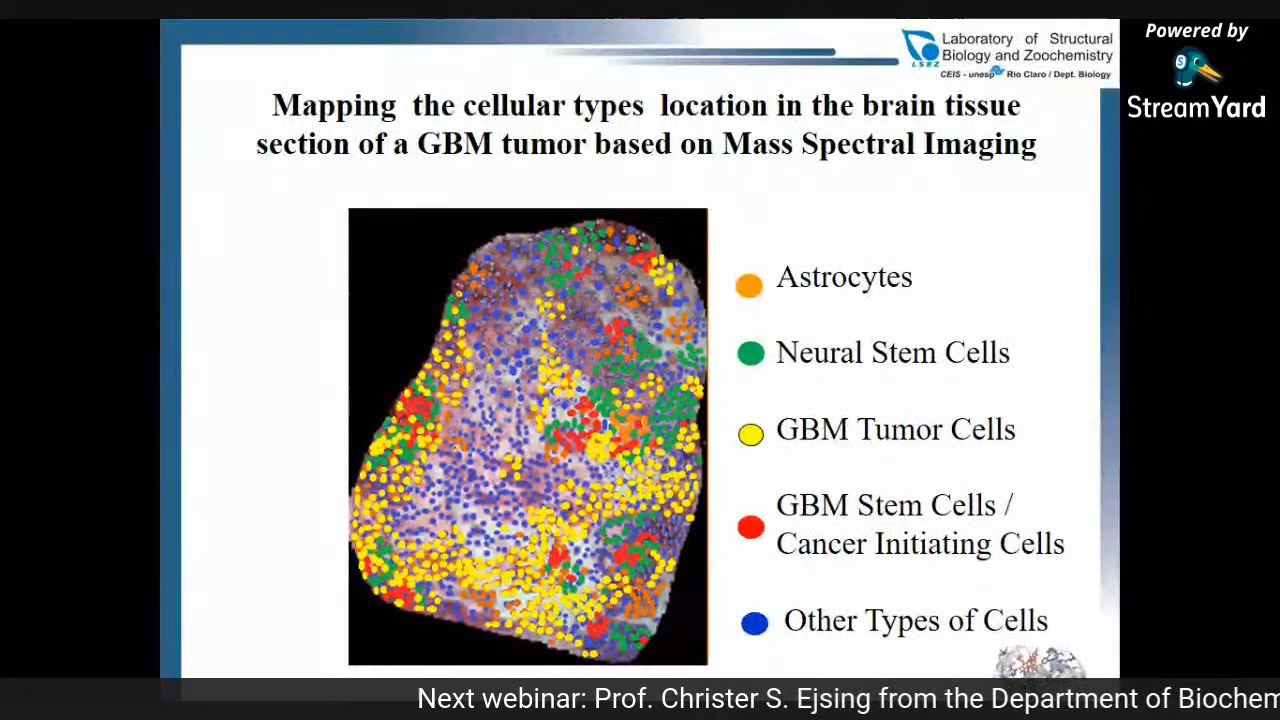 Powered by
StreamYard
Laboratory of Structural
Biology and Zoochemistry
LSBZ
CEIS - unesp Rio Claro / Dept. Biology
Mapping the cellular types location in the brain tissue
section of a GBM tumor based on Mass Spectral Imaging
Astrocytes
Neural Stem Cells
GBM Tumor Cells
GBM Stem Cells /
Cancer Initiating Cells
Other Types of Cells
Next webinar: Prof. Christer S. Ejsing from the Department of Biochem